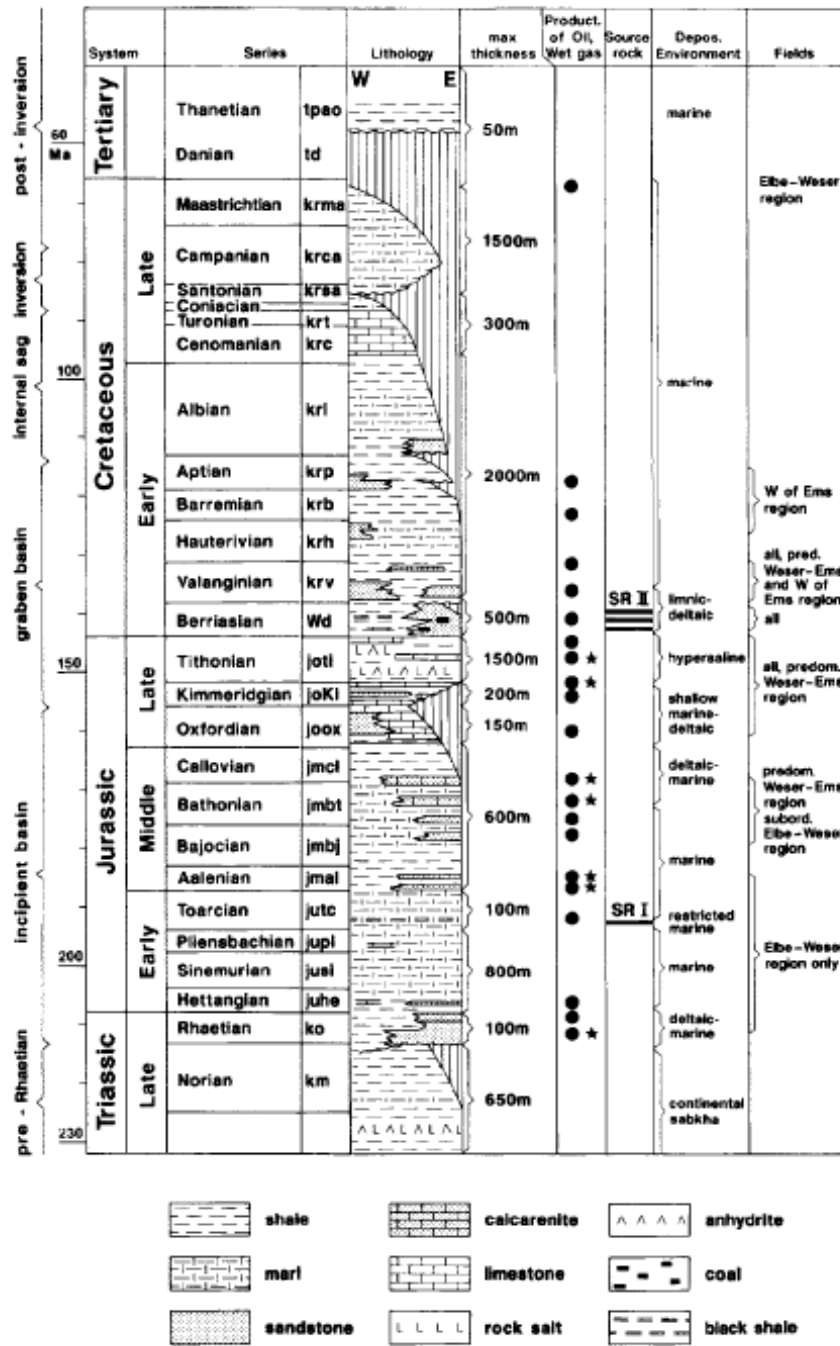 System
Series
Lithology
max
thickness
Product.
of Oil,
Wet gas
Source
rock
Depos.
Environment
Fields
W E
post - inversion
inversion
internal sag
graben basin
incipient basin
pre - Rhaetian
60
Ma
100
150
200
230
Tertiary
Cretaceous
Jurassic
Triassic
Late
Early
Late
Middle
Early
Late
Thanetian tpao
Danian td
Maastrichtian krma
Campanian krca
Santonian krsa
Coniacian
Turonian krt
Cenomanian krc
Albian krl
Aptian krp
Barremian krb
Hauterivian krh
Valanginian krv
Berriasian Wd
Tithonian joti
Kimmeridgian joKi
Oxfordian joox
Callovian jmcl
Bathonian jmbt
Bajocian jmbj
Aalenian jmal
Toarcian jutc
Pliensbachian jupl
Sinemurian jusi
Hettangian juhe
Rhaetian ko
Norian km
50m
1500m
300m
2000m
500m
1500m
200m
150m
600m
100m
800m
100m
650m
SR II
SR I
marine
marine
limnic-
deltaic
hypersaline
shallow
marine-
deltaic
deltaic-
marine
marine
restricted
marine
marine
deltaic-
marine
continental
sabkha
Elbe-Weser
region
W of Ems
region
all, pred.
Weser-Ems
and W of
Ems region
all
all, predom.
Weser-Ems
region
predom.
Weser-Ems
region
subord.
Elbe-Weser
region
Elbe-Weser
region only
shale
calcarenite
anhydrite
marl
limestone
coal
sandstone
rock salt
black shale